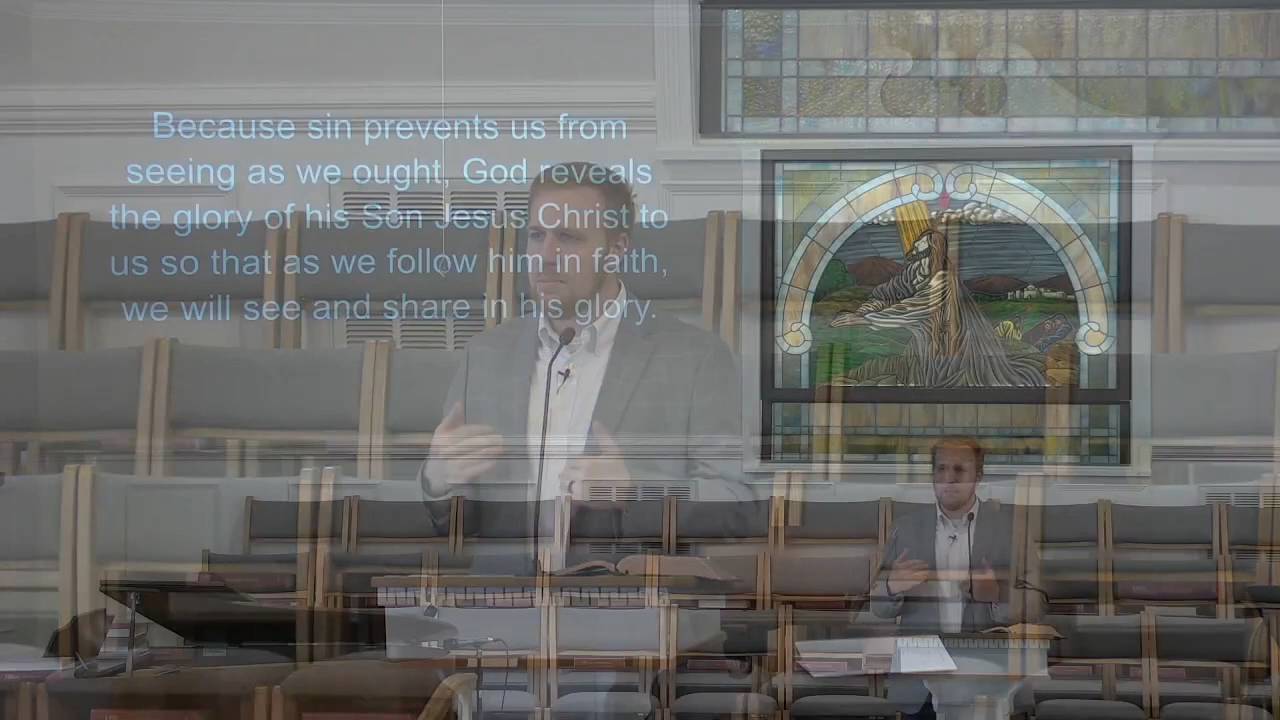 Because sin prevents us from
seeing as we ought, God reveals
the glory of his Son Jesus Christ to
us so that as we follow him in faith,
we will see and share in his glory.